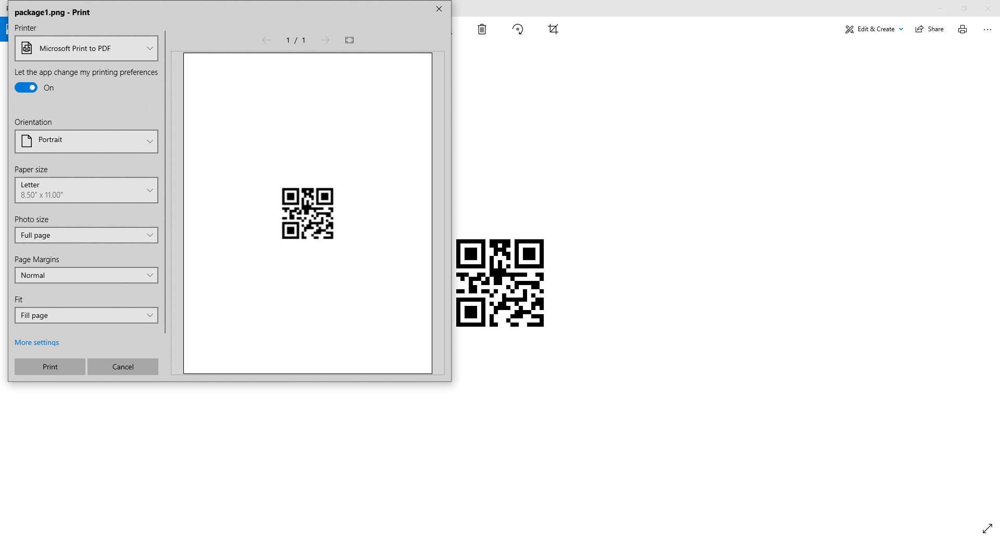 package1.png - Print
Printer
Microsoft Print to PDF
Let the app change my printing preferences
On
Orientation
Portrait
Paper size
Letter
8.50" x 11.00"
Photo size
Full page
Page Margins
Normal
Fit
Fill page
More settings
Print
Cancel
1 / 1
Edit & Create
Share